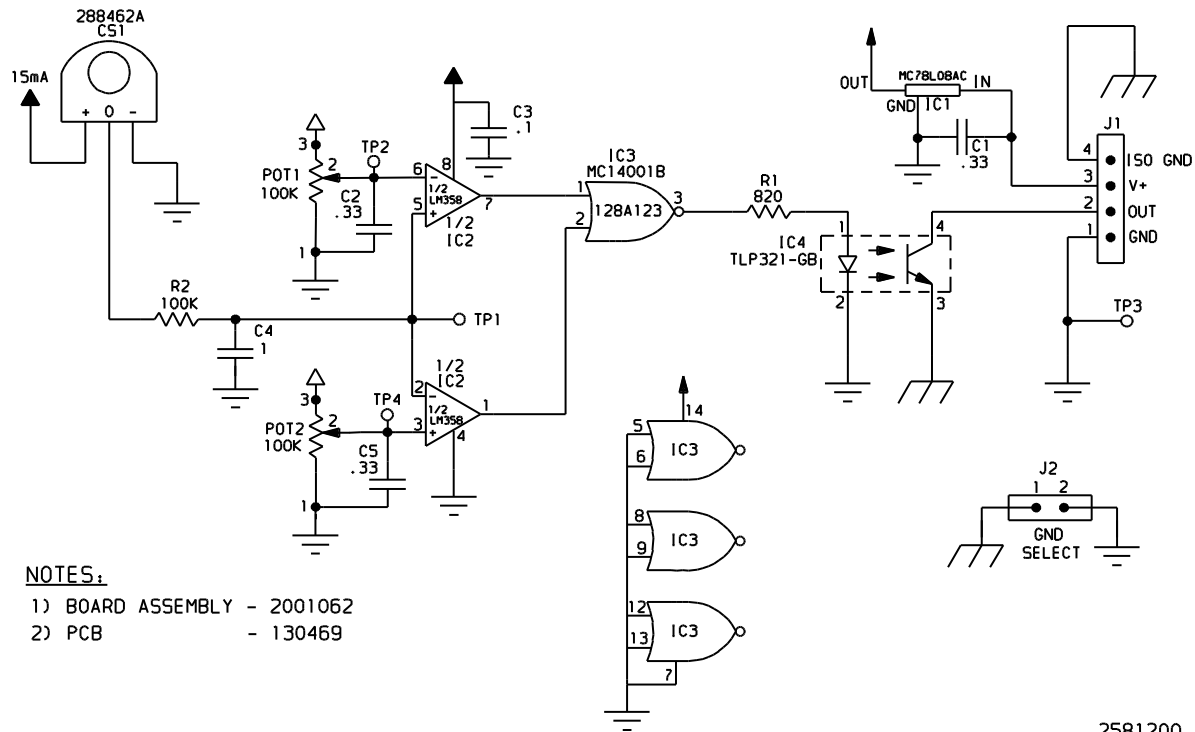 288462A
CS1
15mA
+ O -
3
POT1
100K
2
1
TP2
C2
.33
C3
.1
8
6
-
1/2
LM358
5
+
7
1/2
IC2
R2
100K
C4
1
TP1
3
POT2
100K
2
1
TP4
C5
.33
1/2
IC2
2
-
1/2
LM358
3
+
1
4
IC3
MC14001B
1
2
128A123
3
R1
820
IC4
TLP321-GB
1
2
4
3
OUT
MC78L08AC
IN
GND
IC1
C1
.33
J1
4 ISO GND
3 V+
2 OUT
1 GND
TP3
14
5
6
IC3
8
9
IC3
12
13
IC3
7
J2
1 2
GND
SELECT
NOTES:
1) BOARD ASSEMBLY - 2001062
2) PCB - 130469
2581200